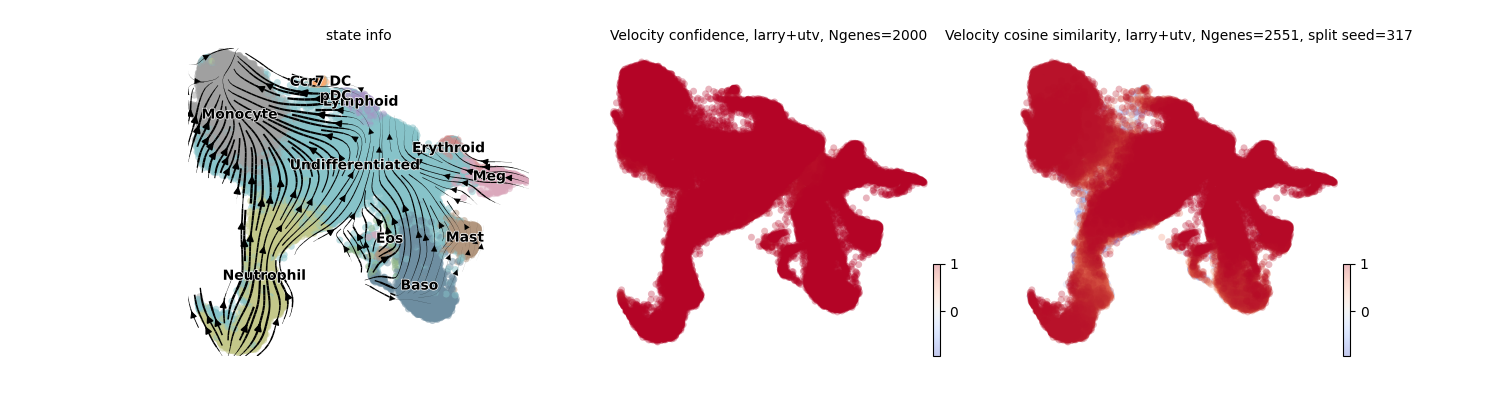 state info
Velocity confidence, larry+utv, Ngenes=2000
Velocity cosine similarity, larry+utv, Ngenes=2551, split seed=317
Ccr7 DC
pDC
Lymphoid
Monocyte
Erythroid
Undifferentiated
Meg
Eos
Mast
Neutrophil
Baso
1
0
1
0